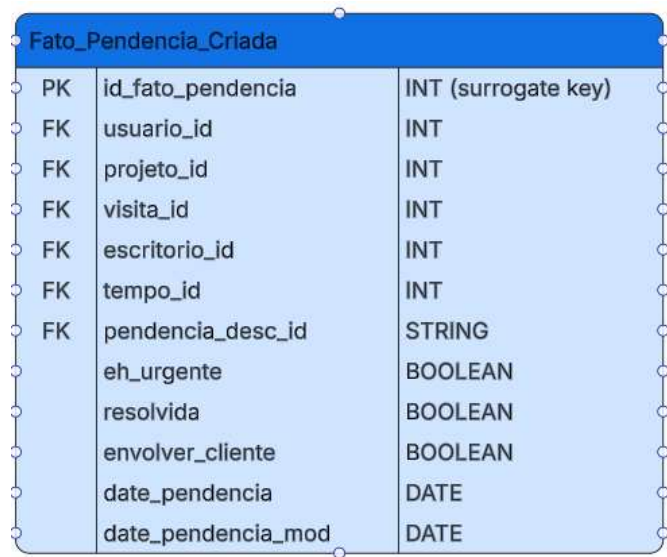 Fato_Pendencia_Criada
PK id_fato_pendencia INT (surrogate key)
FK usuario_id INT
FK projeto_id INT
FK visita_id INT
FK escritorio_id INT
FK tempo_id INT
FK pendencia_desc_id STRING
eh_urgente BOOLEAN
resolvida BOOLEAN
envolver_cliente BOOLEAN
date_pendencia DATE
date_pendencia_mod DATE